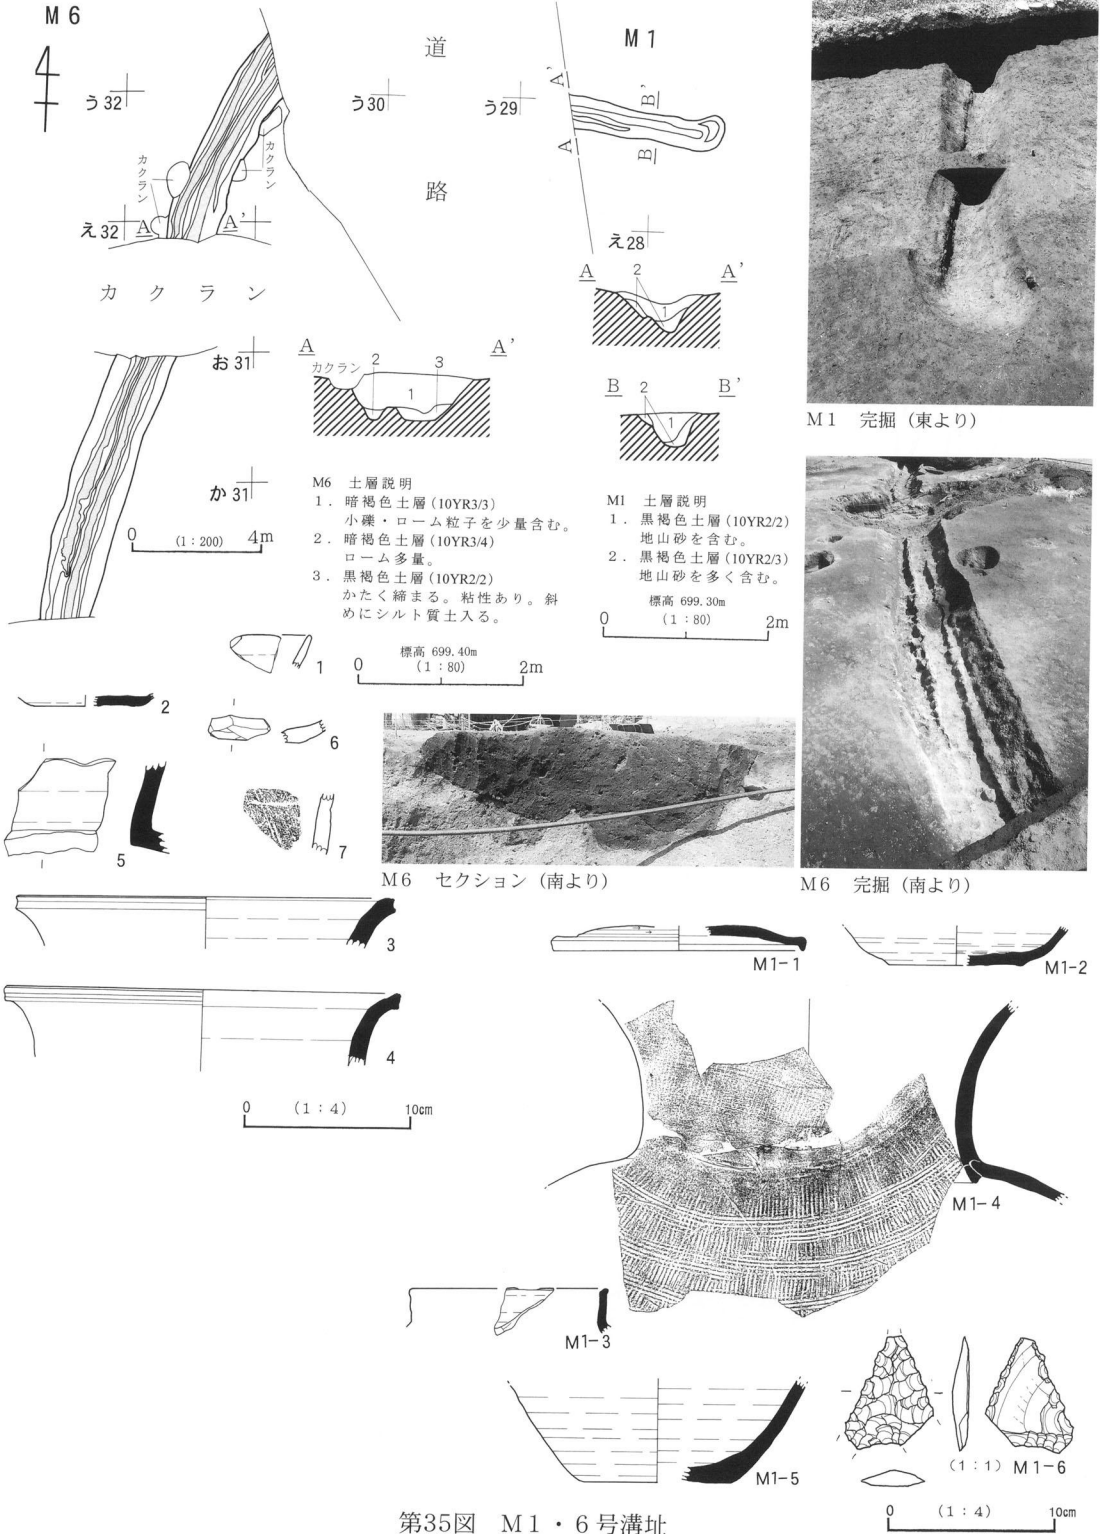 M6
う32
カクラン
カクラン
え32
A
A'
カクラン
お31
か31
0 (1:200) 4m
道
路
う30
う29
M1
A'
A
B'
B
え28
A A'
2
1
B B'
2
1
A A'
カクラン
2
3
1
M6 土層説明
1. 暗褐色土層(10YR3/3)
小礫・ローム粒子を少量含む。
2. 暗褐色土層(10YR3/4)
ローム多量。
3. 黒褐色土層(10YR2/2)
かたく締まる。粘性あり。斜
めにシルト質土入る。
標高 699.40m
0 (1:80) 2m
M1 土層説明
1. 黒褐色土層(10YR2/2)
地山砂を含む。
2. 黒褐色土層(10YR2/3)
地山砂を多く含む。
標高 699.30m
0 (1:80) 2m
M1 完掘(東より)
M6 完掘(南より)
M6 セクション(南より)
1
2
6
5
7
3
4
0 (1:4) 10cm
M1-1
M1-2
M1-4
M1-3
M1-5
(1:1) M1-6
0 (1:4) 10cm
第35図 M1・6号溝址